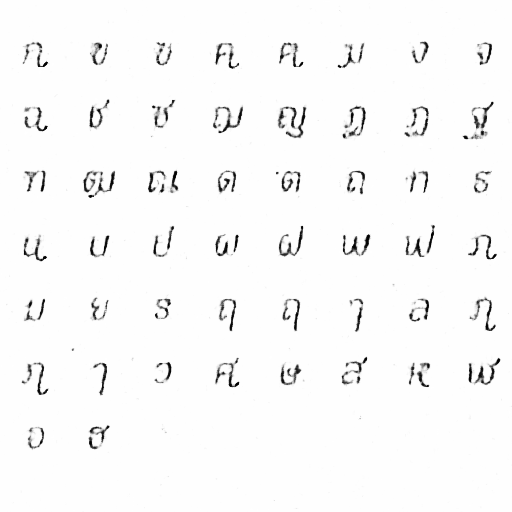 ก ข ฃ ค ฅ ฆ ง จ
ฉ ช ซ ฌ ญ ฎ ฏ ฐ
ฑ ฒ ณ ด ต ถ ท ธ
น บ ป ผ ฝ พ ฟ ภ
ม ย ร ฤ ฤ ๅ ล ฦ
ฦ ๅ ว ศ ษ ส ห ฬ
อ ฮ